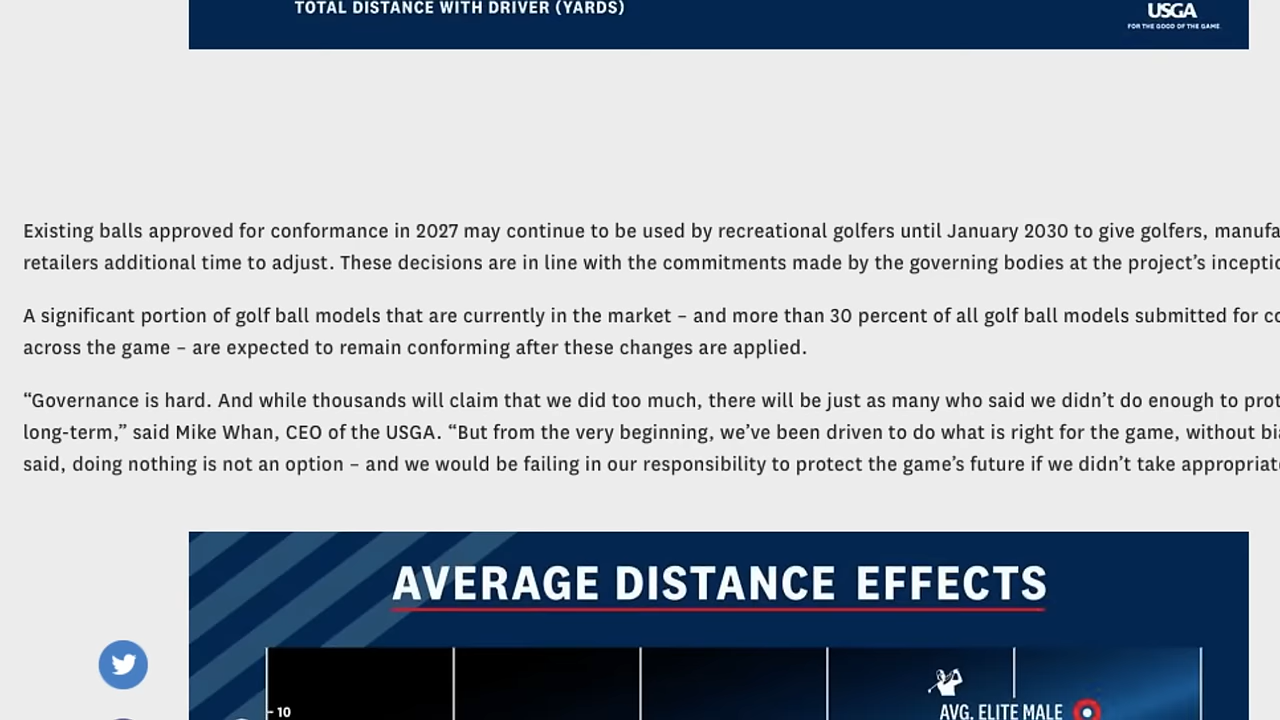 TOTAL DISTANCE WITH DRIVER (YARDS)
USGA
FOR THE GOOD OF THE GAME
Existing balls approved for conformance in 2027 may continue to be used by recreational golfers until January 2030 to give golfers, manufa
retailers additional time to adjust. These decisions are in line with the commitments made by the governing bodies at the project’s inceptio
A significant portion of golf ball models that are currently in the market – and more than 30 percent of all golf ball models submitted for co
across the game – are expected to remain conforming after these changes are applied.
“Governance is hard. And while thousands will claim that we did too much, there will be just as many who said we didn’t do enough to prot
long-term,” said Mike Whan, CEO of the USGA. “But from the very beginning, we’ve been driven to do what is right for the game, without bia
said, doing nothing is not an option – and we would be failing in our responsibility to protect the game’s future if we didn’t take appropriate
AVERAGE DISTANCE EFFECTS
- 10
AVG. ELITE MALE